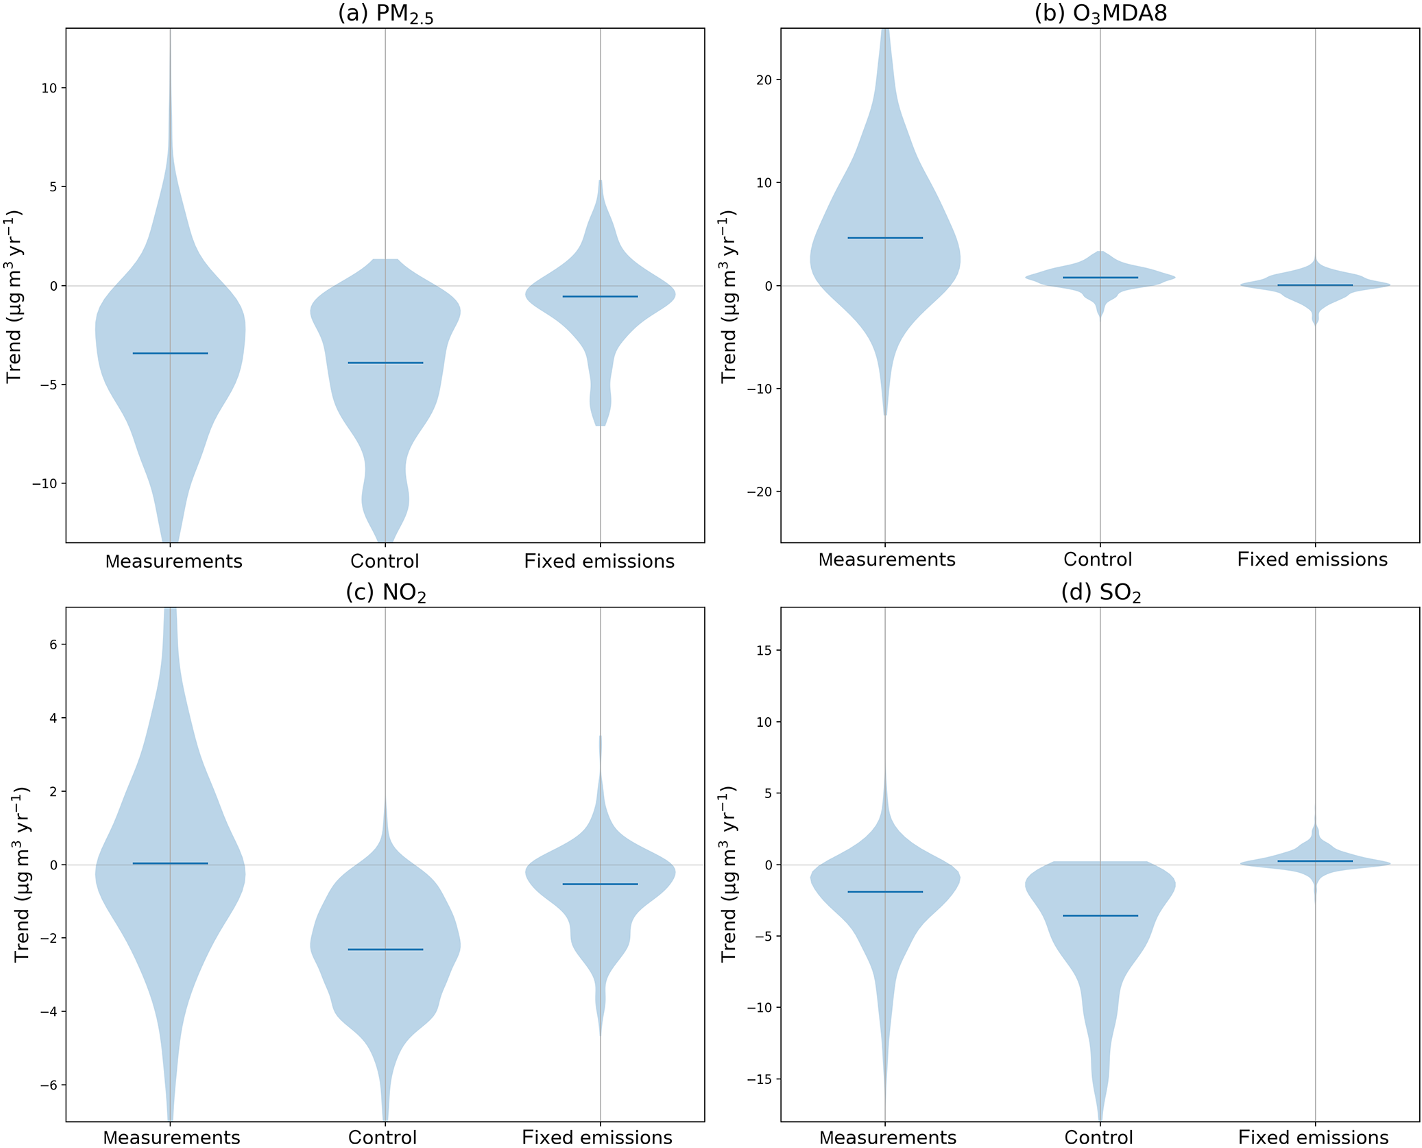 (a) PM₂.₅
Trend (μg m³ yr⁻¹)
10
5
0
−5
−10
Measurements Control Fixed emissions
(b) O₃MDA8
Trend (μg m³ yr⁻¹)
20
10
0
−10
−20
Measurements Control Fixed emissions
(c) NO₂
Trend (μg m³ yr⁻¹)
6
4
2
0
−2
−4
−6
Measurements Control Fixed emissions
(d) SO₂
Trend (μg m³ yr⁻¹)
15
10
5
0
−5
−10
−15
Measurements Control Fixed emissions